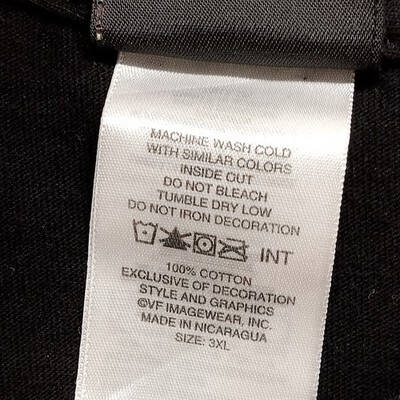 MACHINE WASH COLD
WITH SIMILAR COLORS
INSIDE OUT
DO NOT BLEACH
TUMBLE DRY LOW
DO NOT IRON DECORATION
INT
100% COTTON
EXCLUSIVE OF DECORATION
STYLE AND GRAPHICS
©VF IMAGEWEAR, INC.
MADE IN NICARAGUA
SIZE: 3XL